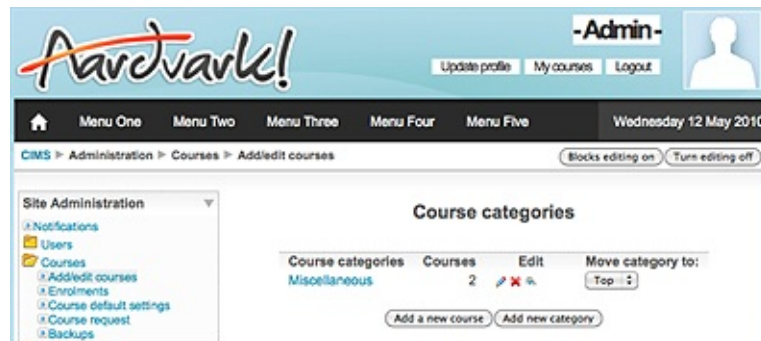 Aardvark!
- Admin -
Update profile My courses Logout
Menu One Menu Two Menu Three Menu Four Menu Five Wednesday 12 May 2010
CIMS Administration Courses Add/edit courses Blocks editing on Turn editing off
Site Administration
Notifications
Users
Courses
Add/edit courses
Enrolments
Course default settings
Course request
Backups
Course categories
Course categories Courses Edit Move category to:
Miscellaneous 2 Top
Add a new course Add new category